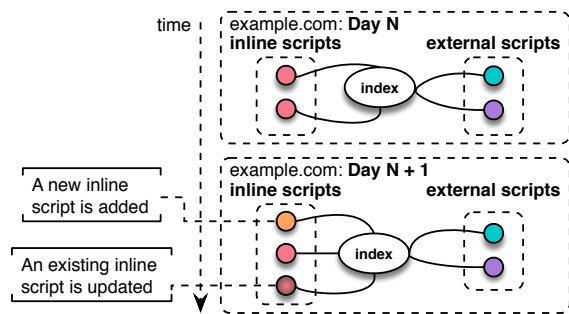 time
example.com: Day N
inline scripts external scripts
index
example.com: Day N + 1
inline scripts external scripts
A new inline
script is added
index
An existing inline
script is updated